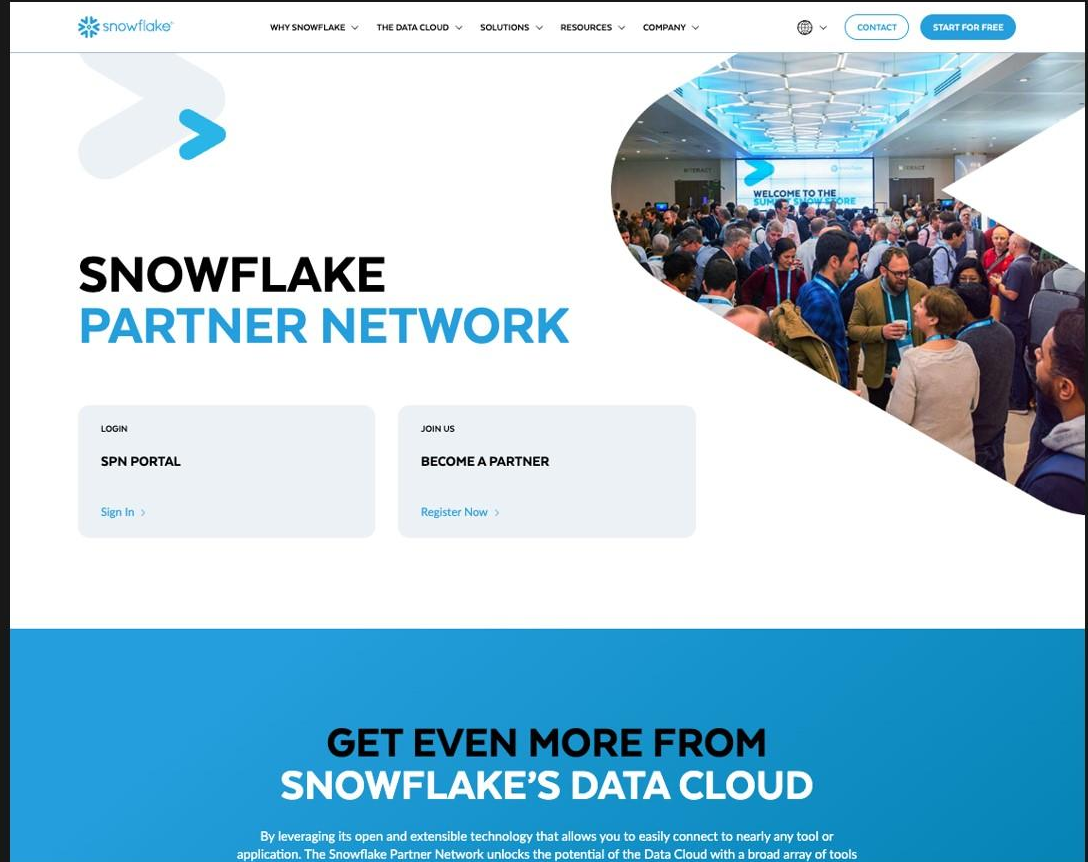 snowflake®
WHY SNOWFLAKE
THE DATA CLOUD
SOLUTIONS
RESOURCES
COMPANY
CONTACT
START FOR FREE
WELCOME TO THE
SUMMIT SHOW STORE
SNOWFLAKE
PARTNER NETWORK
LOGIN
SPN PORTAL
Sign In
JOIN US
BECOME A PARTNER
Register Now
GET EVEN MORE FROM
SNOWFLAKE'S DATA CLOUD
By leveraging its open and extensible technology that allows you to easily connect to nearly any tool or
application. The Snowflake Partner Network unlocks the potential of the Data Cloud with a broad array of tools